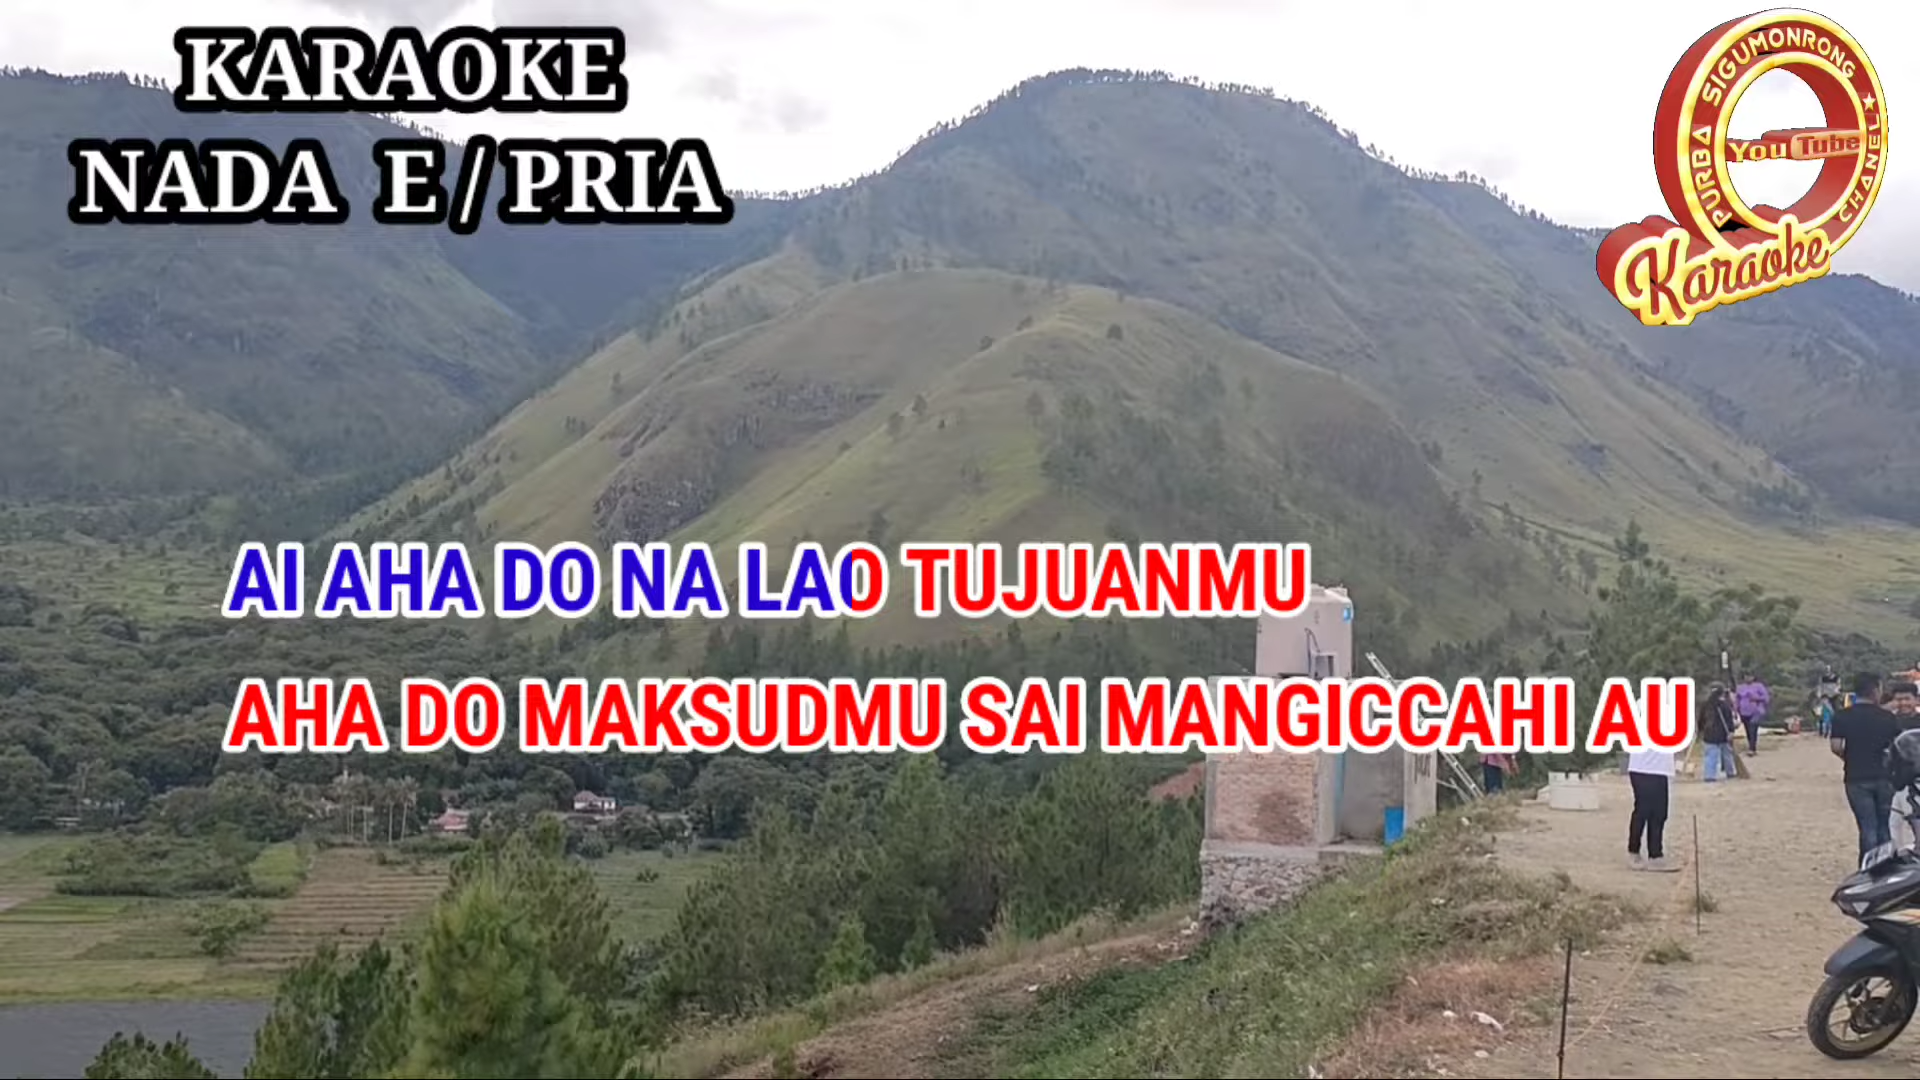 KARAOKE
NADA E / PRIA
PURBA SIGUMONRONG CHANEL
YouTube
Karaoke
AI AHA DO NA LAO TUJUANMU
AHA DO MAKSUDMU SAI MANGICCAHI AU